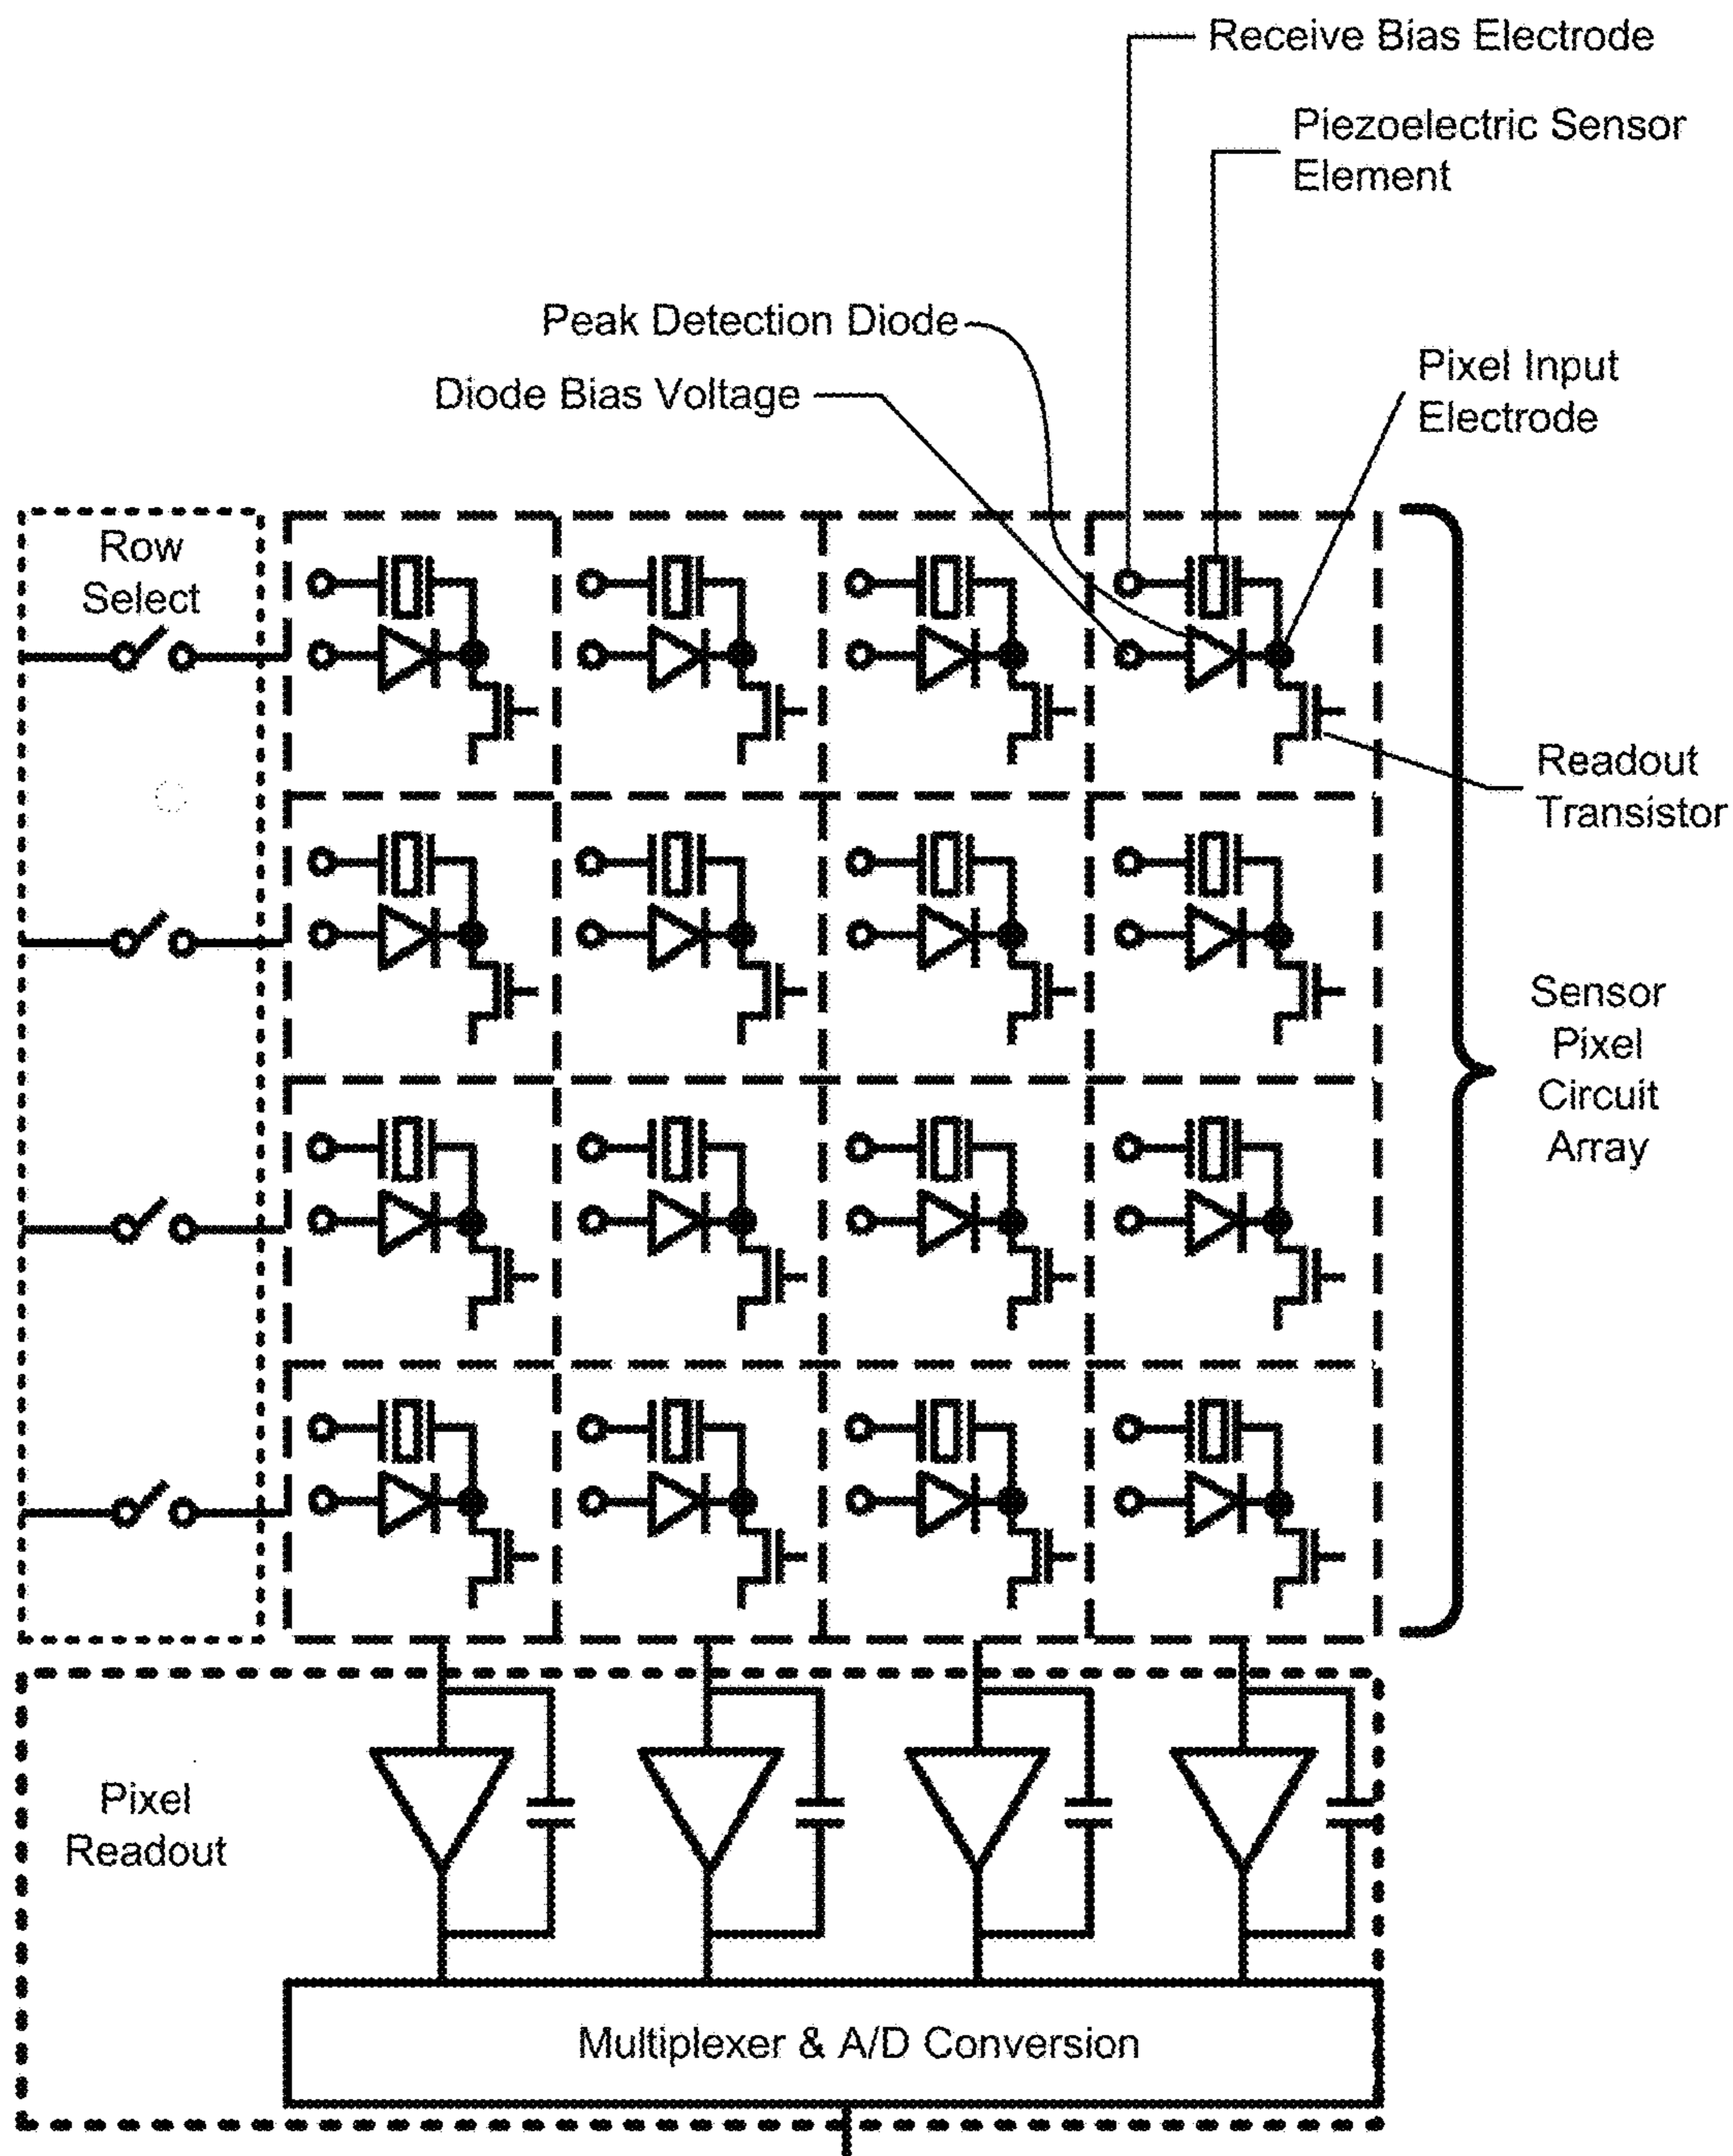 Receive Bias Electrode
Piezoelectric Sensor
Element
Peak Detection Diode
Diode Bias Voltage
Pixel Input
Electrode
Row
Select
Readout
Transistor
Sensor
Pixel
Circuit
Array
Pixel
Readout
Multiplexer & A/D Conversion